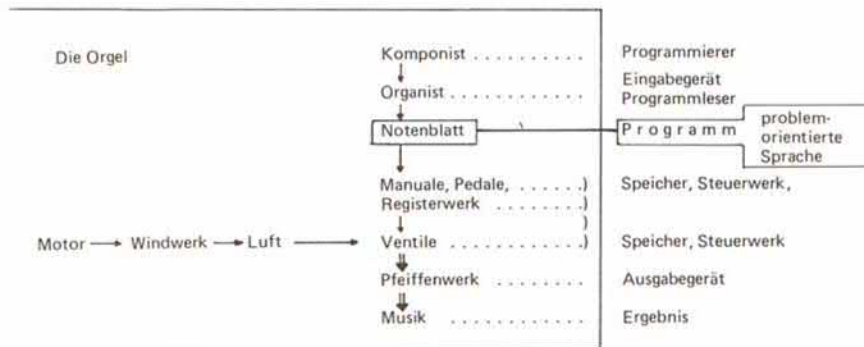 Die Orgel
Komponist . . . . . . . . . . Programmierer
Eingabegerät
Organist . . . . . . . . . . . . Programmleser
Notenblatt P r o g r a m m
problem-
orientierte
Sprache
Manuale, Pedale, . . . . . . .) Speicher, Steuerwerk,
Registerwerk . . . . . . . . )
)
Motor Windwerk Luft Ventile . . . . . . . . . . . . .) Speicher, Steuerwerk
Pfeiffenwerk . . . . . . . . Ausgabegerät
Musik . . . . . . . . . . . . Ergebnis